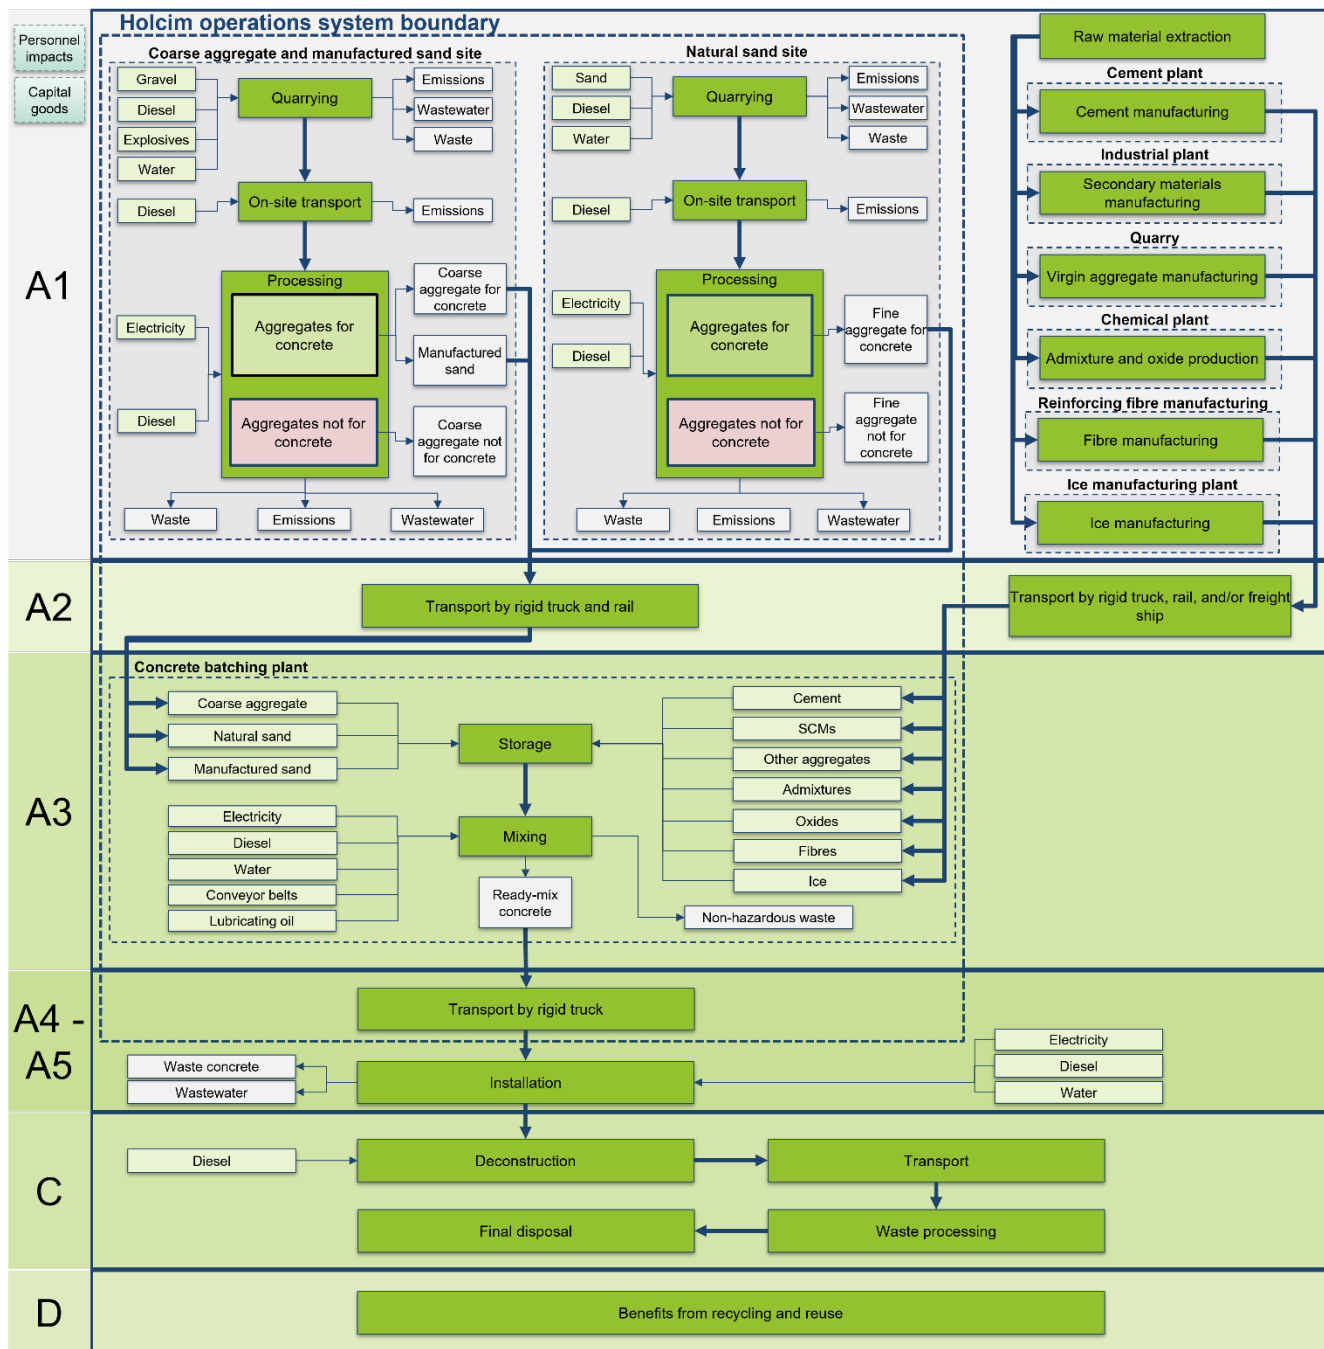 Holcim operations system boundary
Personnel
impacts
Capital
goods
Coarse aggregate and manufactured sand site
Gravel
Diesel
Explosives
Water
Quarrying
Emissions
Wastewater
Waste
Diesel
On-site transport
Emissions
Processing
Electricity
Diesel
Aggregates for
concrete
Aggregates not for
concrete
Coarse
aggregate for
concrete
Manufactured
sand
Coarse
aggregate not
for concrete
Waste
Emissions
Wastewater
Natural sand site
Sand
Diesel
Water
Quarrying
Emissions
Wastewater
Waste
Diesel
On-site transport
Emissions
Processing
Electricity
Diesel
Aggregates for
concrete
Aggregates not for
concrete
Fine
aggregate for
concrete
Fine
aggregate
not for
concrete
Waste
Emissions
Wastewater
Raw material extraction
Cement plant
Cement manufacturing
Industrial plant
Secondary materials
manufacturing
Quarry
Virgin aggregate manufacturing
Chemical plant
Admixture and oxide production
Reinforcing fibre manufacturing
Fibre manufacturing
Ice manufacturing plant
Ice manufacturing
A1
A2
Transport by rigid truck and rail
Transport by rigid truck, rail, and/or freight
ship
A3
Concrete batching plant
Coarse aggregate
Natural sand
Manufactured sand
Electricity
Diesel
Water
Conveyor belts
Lubricating oil
Storage
Mixing
Ready-mix
concrete
Cement
SCMs
Other aggregates
Admixtures
Oxides
Fibres
Ice
Non-hazardous waste
A4 -
A5
Transport by rigid truck
Waste concrete
Wastewater
Installation
Electricity
Diesel
Water
C
Diesel
Deconstruction
Transport
Final disposal
Waste processing
D
Benefits from recycling and reuse